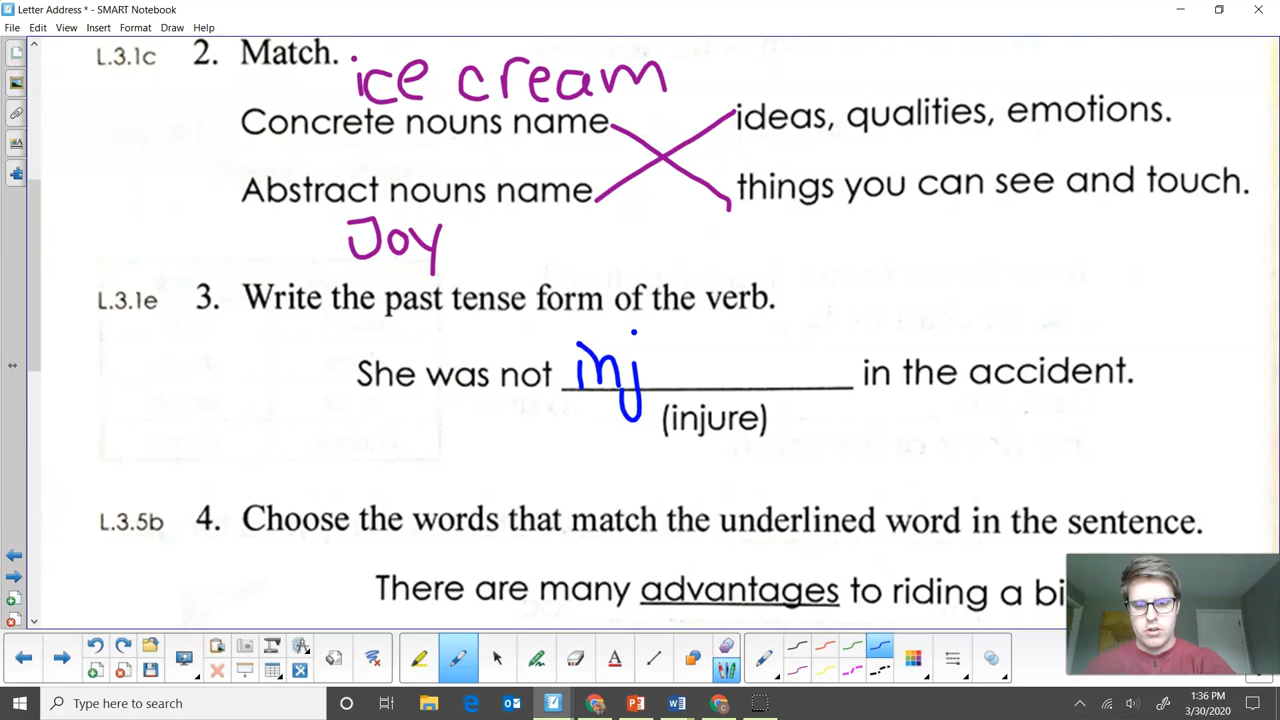 Letter Address * - SMART Notebook
File Edit View Insert Format Draw Help
L.3.1c 2. Match.
ice cream
Concrete nouns name ideas, qualities, emotions.
Abstract nouns name things you can see and touch.
Joy
L.3.1e 3. Write the past tense form of the verb.
She was not inj in the accident.
(injure)
L.3.5b 4. Choose the words that match the underlined word in the sentence.
There are many advantages to riding a bi
Type here to search
1:36 PM
3/30/2020